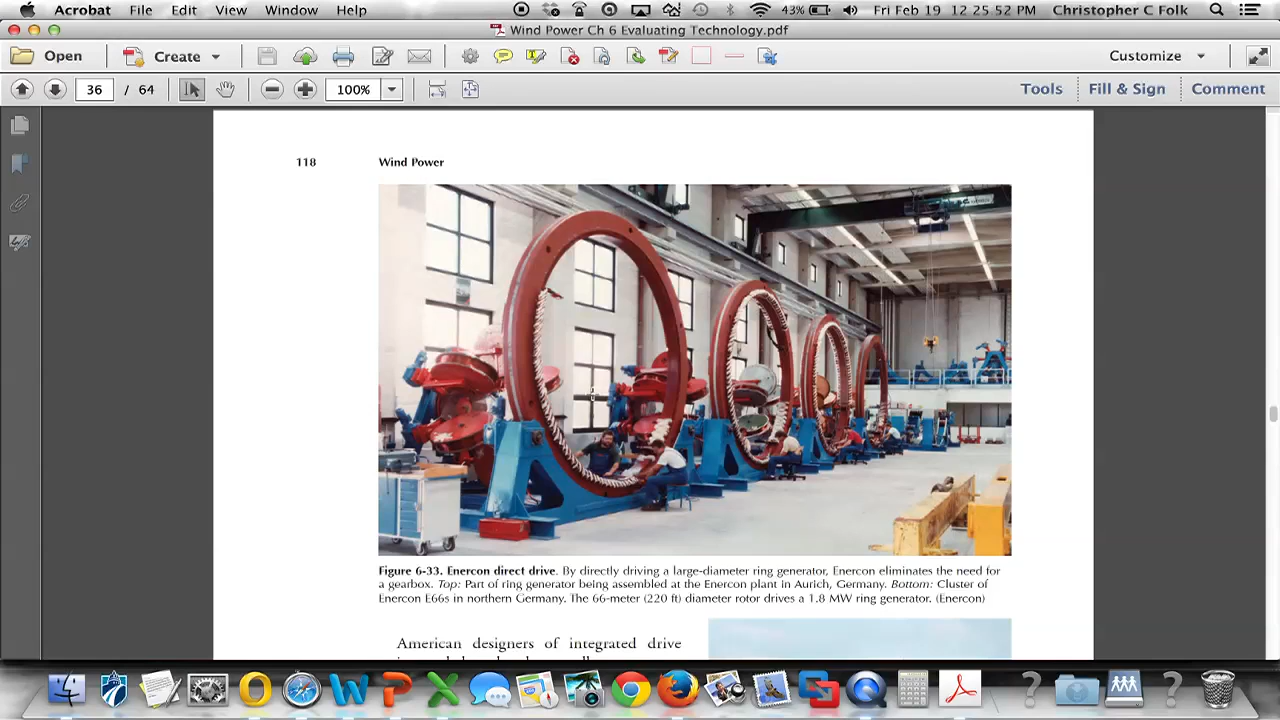 Acrobat File Edit View Window Help 43% Fri Feb 19 12:25:52 PM Christopher C Folk
Wind Power Ch 6 Evaluating Technology.pdf
Open Create Customize
36 / 64 100% Tools Fill & Sign Comment
118 Wind Power
Figure 6-33. Enercon direct drive. By directly driving a large-diameter ring generator, Enercon eliminates the need for
a gearbox. Top: Part of ring generator being assembled at the Enercon plant in Aurich, Germany. Bottom: Cluster of
Enercon E66s in northern Germany. The 66-meter (220 ft) diameter rotor drives a 1.8 MW ring generator. (Enercon)
American designers of integrated drive